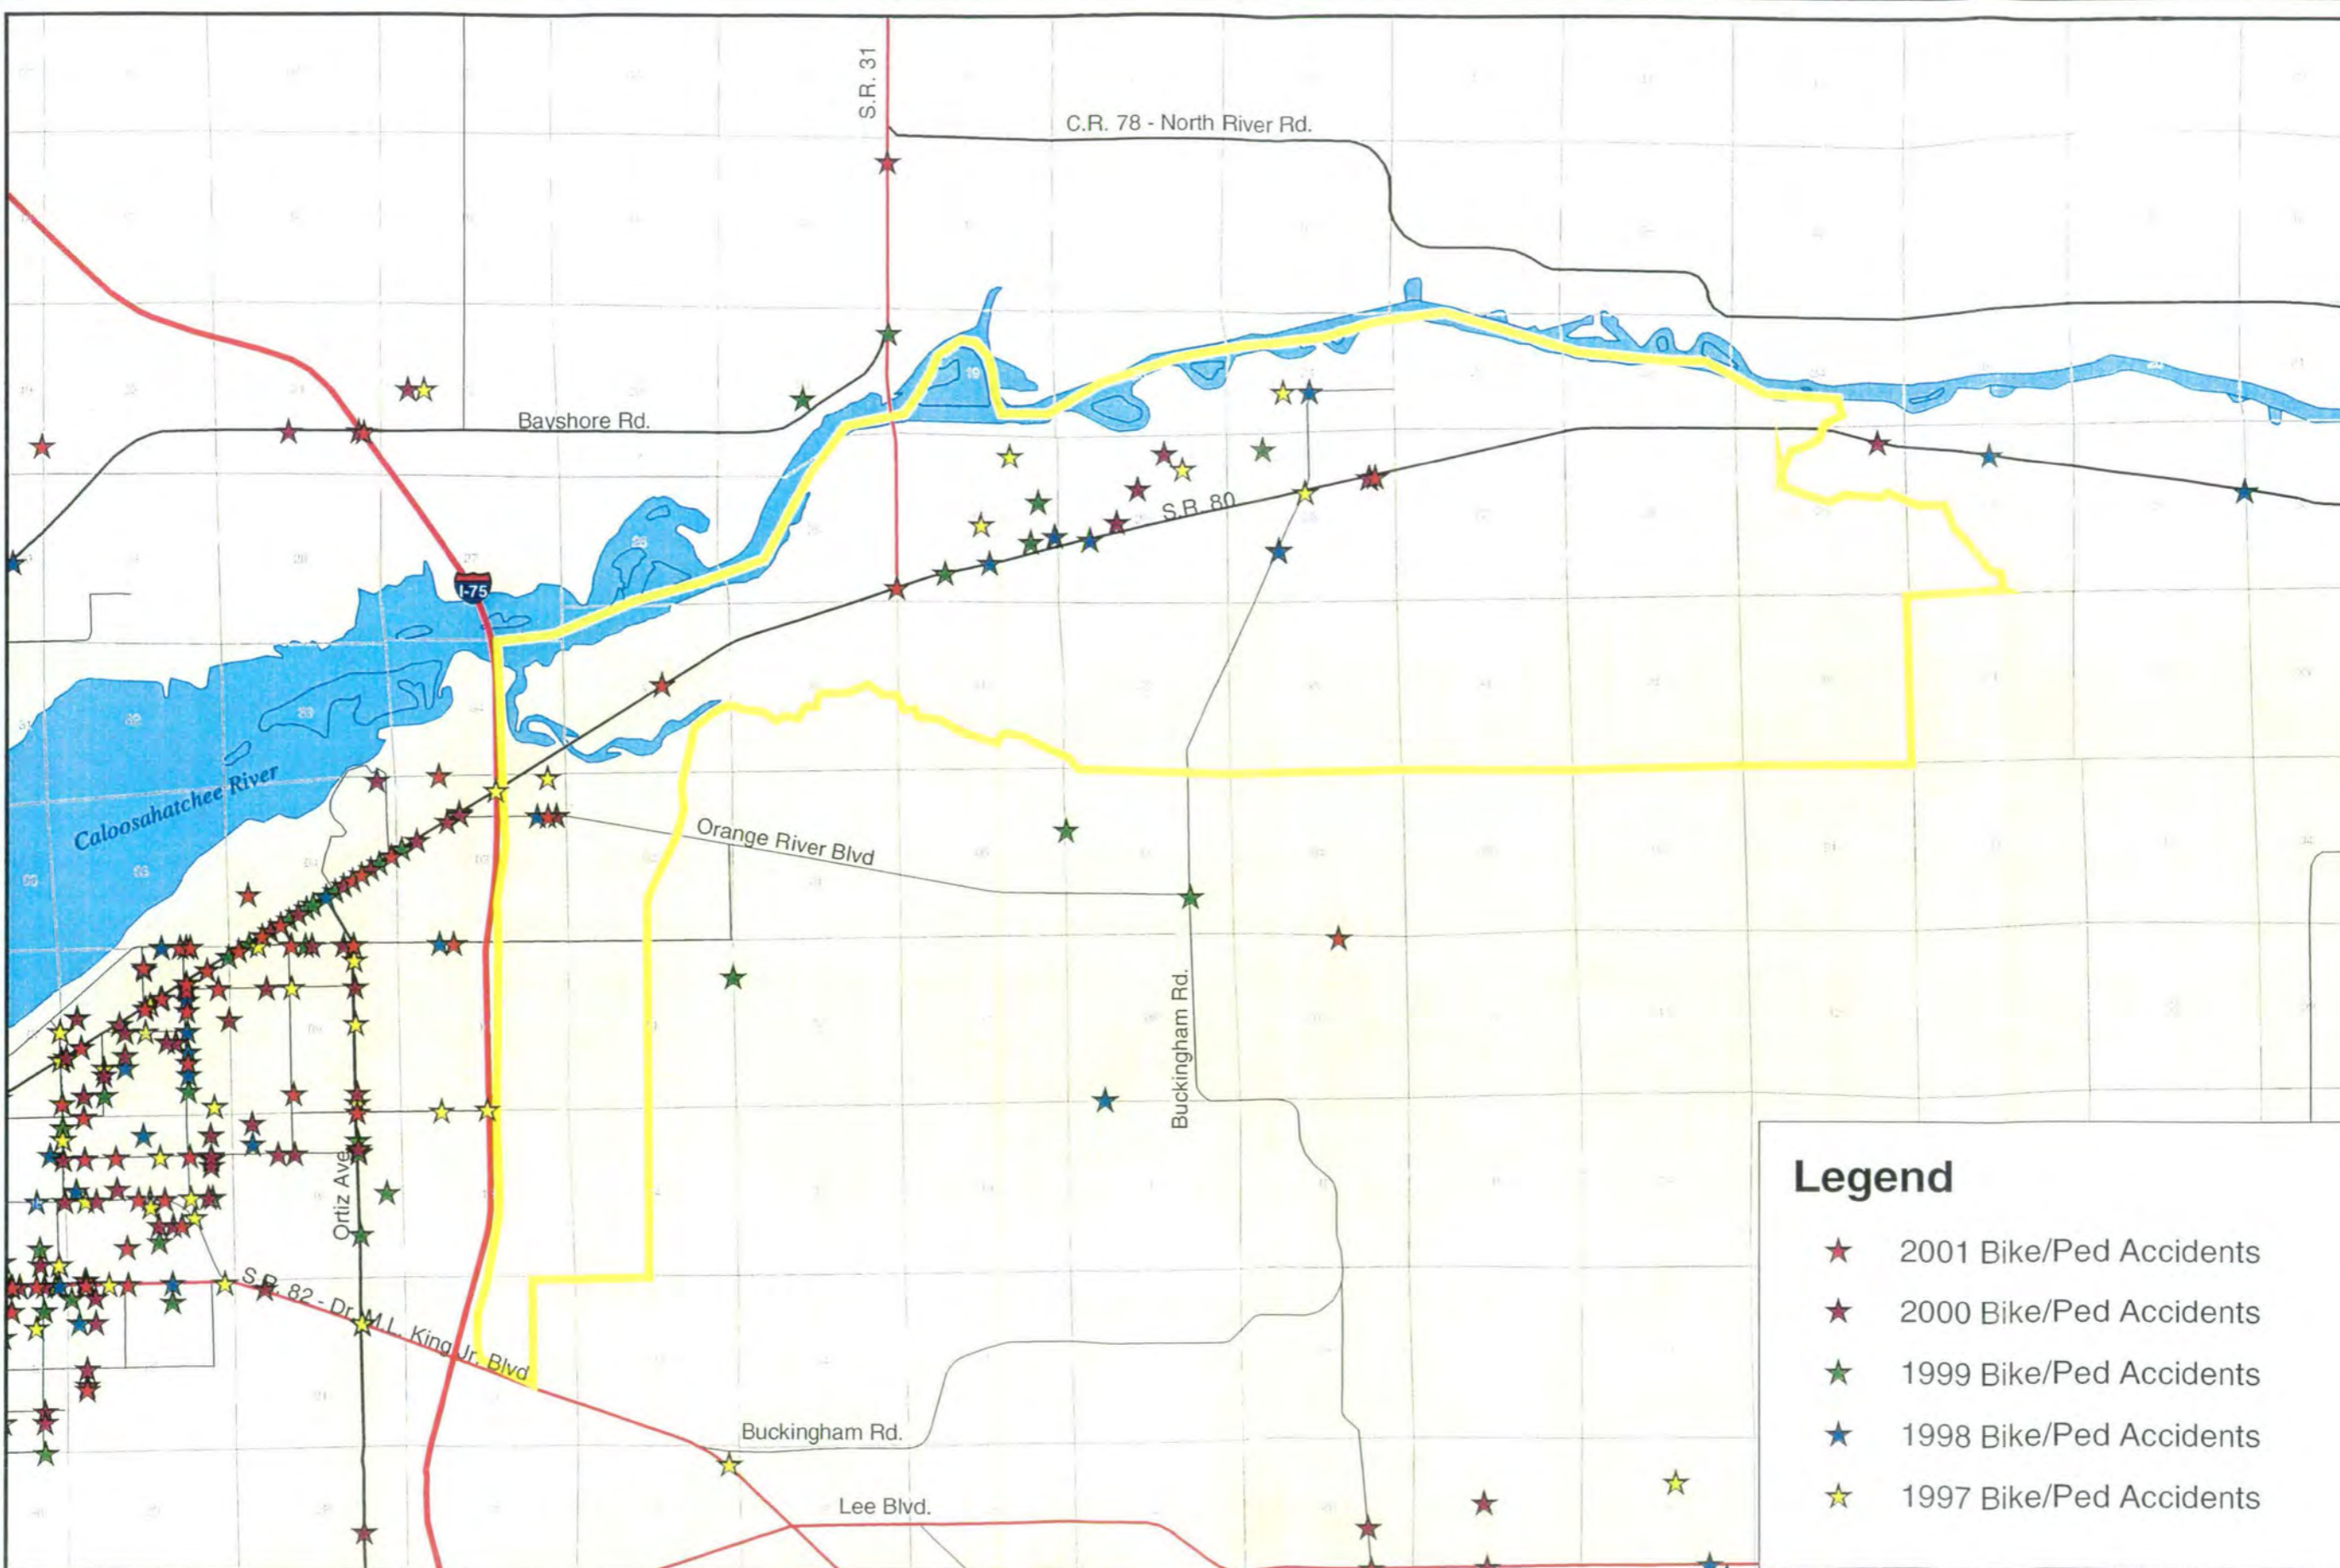 S.R. 31
C.R. 78 - North River Rd.
Bayshore Rd.
I-75
S.R. 80
Caloosahatchee River
Orange River Blvd
Buckingham Rd.
Ortiz Ave
S.R. 82 - Dr. M.L. King Jr. Blvd
Buckingham Rd.
Lee Blvd.
Legend
2001 Bike/Ped Accidents
2000 Bike/Ped Accidents
1999 Bike/Ped Accidents
1998 Bike/Ped Accidents
1997 Bike/Ped Accidents